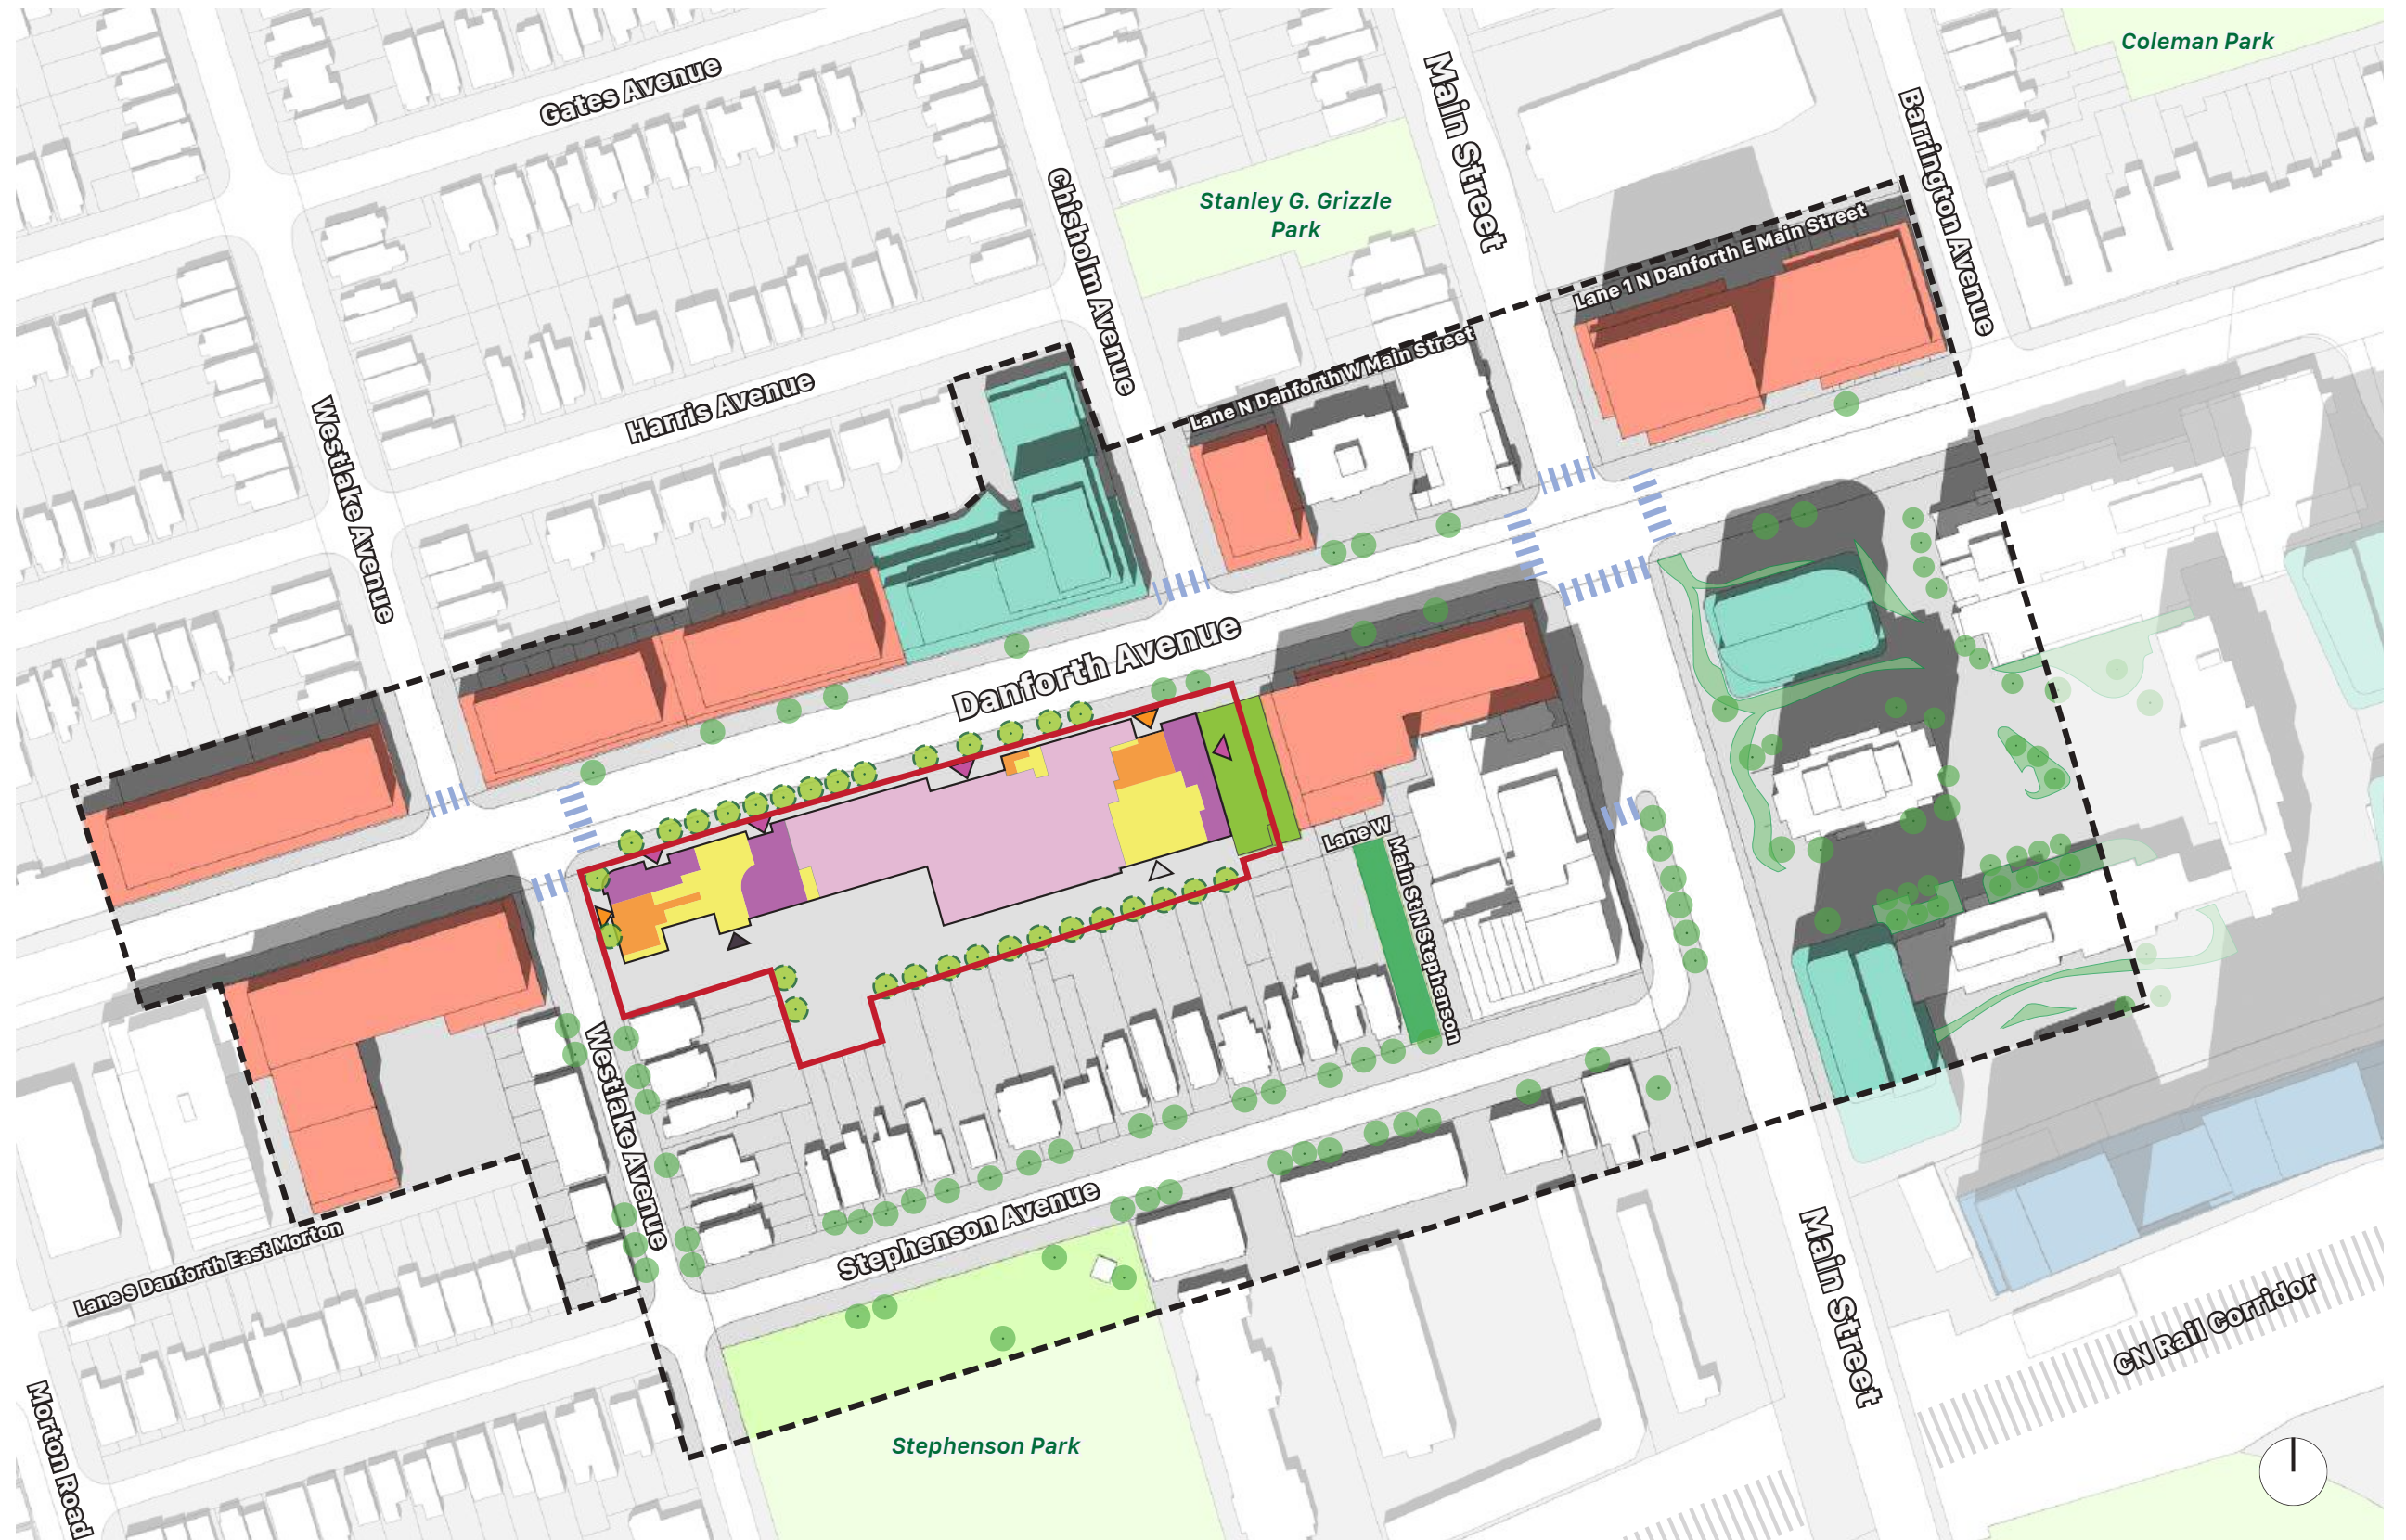 Coleman Park
Gates Avenue
Main Street
Barrington Avenue
Chisholm Avenue
Stanley G. Grizzle
Park
Lane 1 N Danforth E Main Street
Lane N Danforth W Main Street
Harris Avenue
Westlake Avenue
Danforth Avenue
Lane W
Main St N Stephenson
Westlake Avenue
Stephenson Avenue
Lane S Danforth East Morton
Main Street
CN Rail Corridor
Morton Road
Stephenson Park